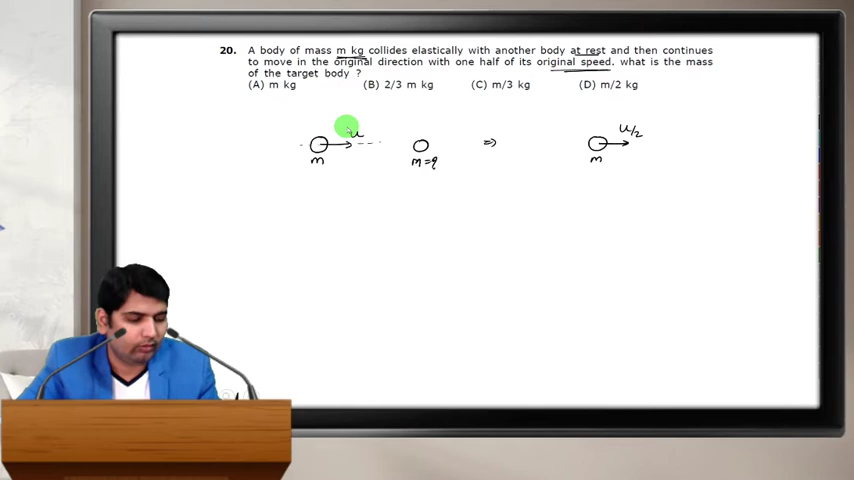 20. A body of mass m kg collides elastically with another body at rest and then continues
to move in the original direction with one half of its original speed. what is the mass
of the target body ?
(A) m kg (B) 2/3 m kg (C) m/3 kg (D) m/2 kg
u ⇒ u/2
m m=? m